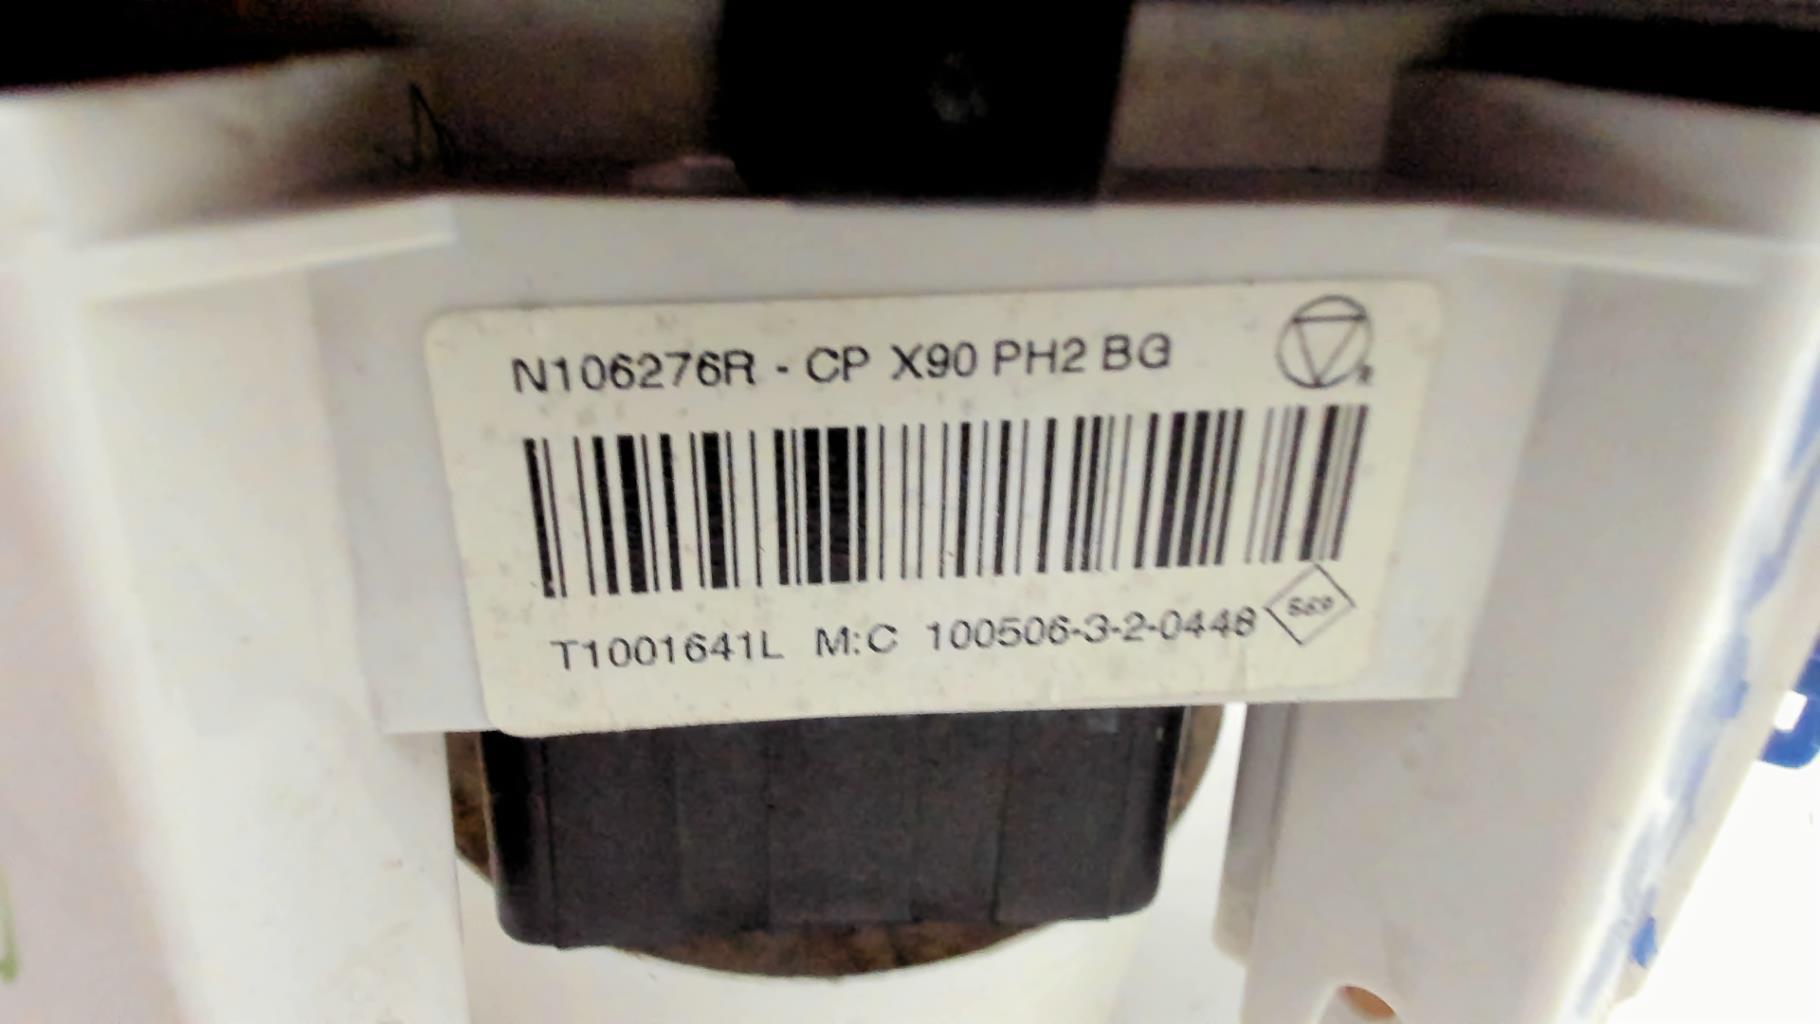 N106276R - CP X90 PH2 BG
T1001641L M:C 100506-3-2-0448